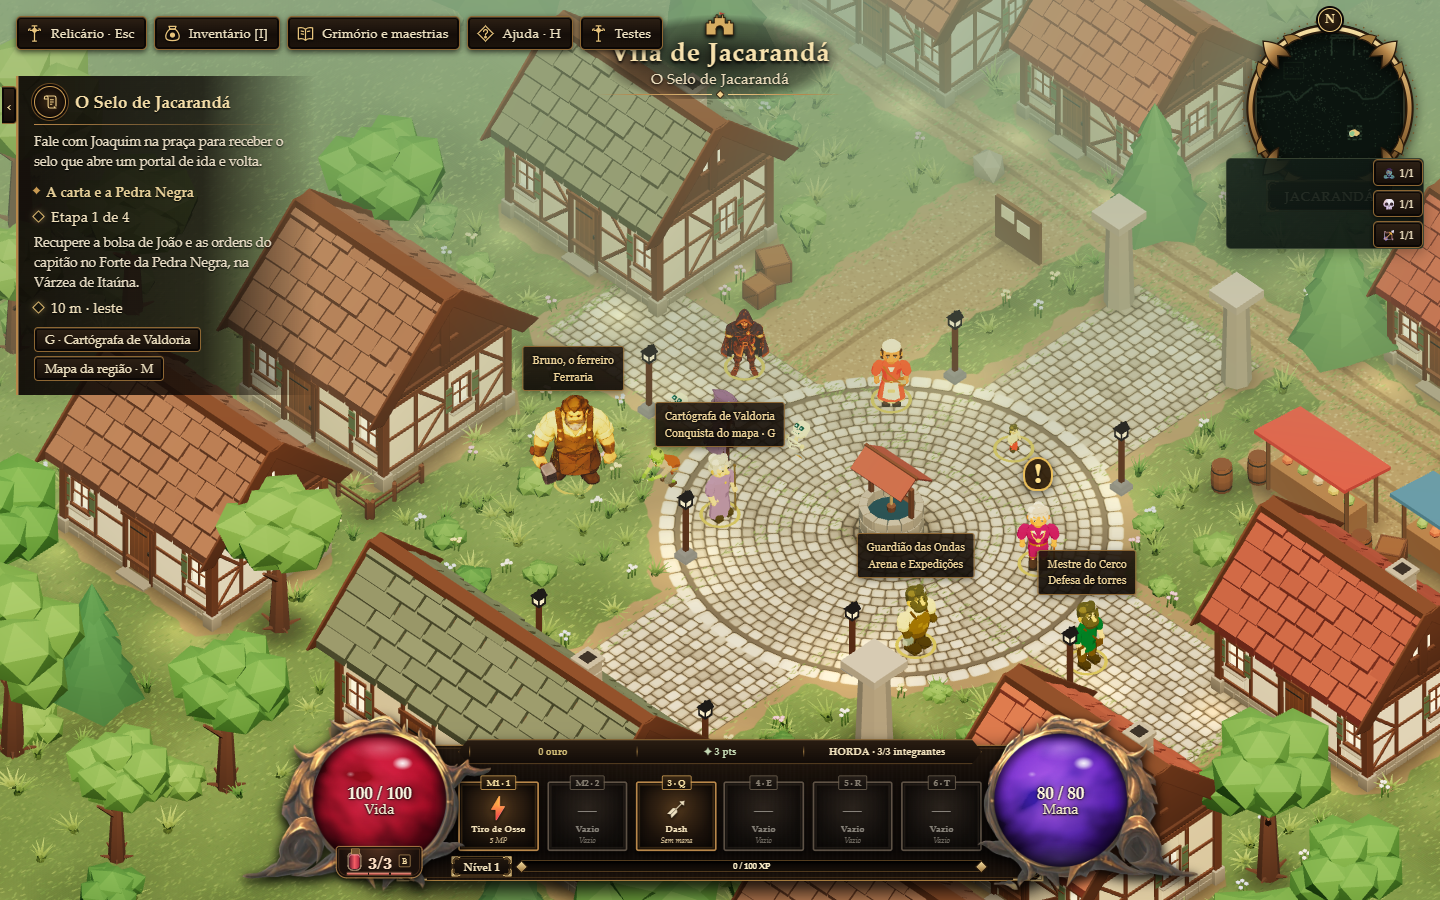 Relicário · Esc
Inventário [I]
Grimório e maestrias
Ajuda · H
Testes
Vila de Jacarandá
O Selo de Jacarandá
N
‹
O Selo de Jacarandá
Fale com Joaquim na praça para receber o
selo que abre um portal de ida e volta.
A carta e a Pedra Negra
Etapa 1 de 4
Recupere a bolsa de João e as ordens do
capitão no Forte da Pedra Negra, na
Várzea de Itaúna.
10 m · leste
G · Cartógrafa de Valdoria
Mapa da região · M
1/1
JACARANDÁ
1/1
1/1
Bruno, o ferreiro
Ferraria
Cartógrafa de Valdoria
Conquista do mapa · G
!
Guardião das Ondas
Arena e Expedições
Mestre do Cerco
Defesa de torres
0 ouro
3 pts
HORDA · 3/3 integrantes
100 / 100
Vida
M1 · 1
Tiro de Osso
5 MP
M2 · 2
Vazio
Vazio
3 · Q
Dash
Sem mana
4 · E
Vazio
Vazio
5 · R
Vazio
Vazio
6 · T
Vazio
Vazio
80 / 80
Mana
3/3
B
Nível 1
0 / 100 XP